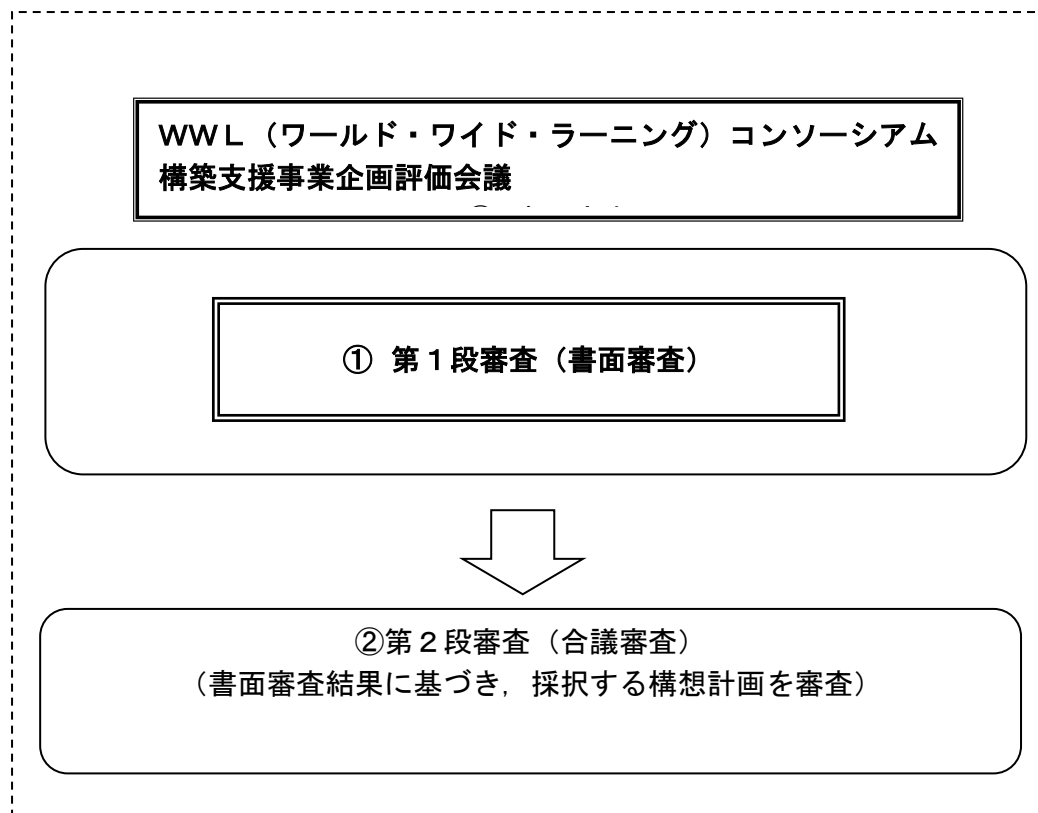 WWL（ワールド・ワイド・ラーニング）コンソーシアム
構築支援事業企画評価会議
① 第１段審査（書面審査）
②第２段審査（合議審査）
（書面審査結果に基づき，採択する構想計画を審査）